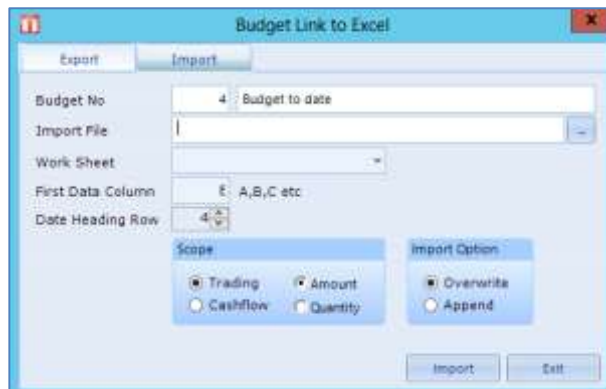 Budget Link to Excel
Export Import
Budget No 4 Budget to date
Import File ...
Work Sheet
First Data Column E A,B,C etc
Date Heading Row 4
Scope Import Option
Trading Amount Overwrite
Cashflow Quantity Append
Import Exit